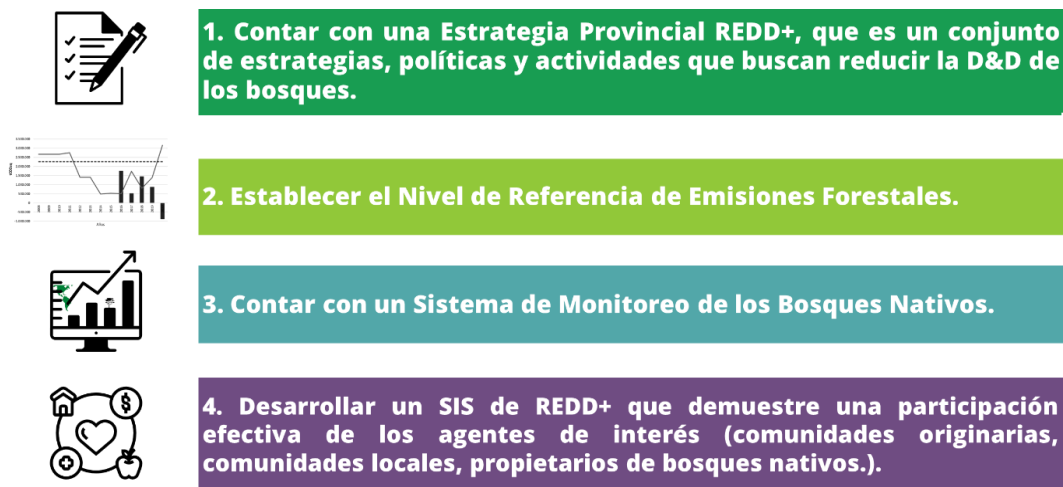 1. Contar con una Estrategia Provincial REDD+, que es un conjunto
de estrategias, políticas y actividades que buscan reducir la D&D de
los bosques.
2. Establecer el Nivel de Referencia de Emisiones Forestales.
3. Contar con un Sistema de Monitoreo de los Bosques Nativos.
4. Desarrollar un SIS de REDD+ que demuestre una participación
efectiva de los agentes de interés (comunidades originarias,
comunidades locales, propietarios de bosques nativos.).